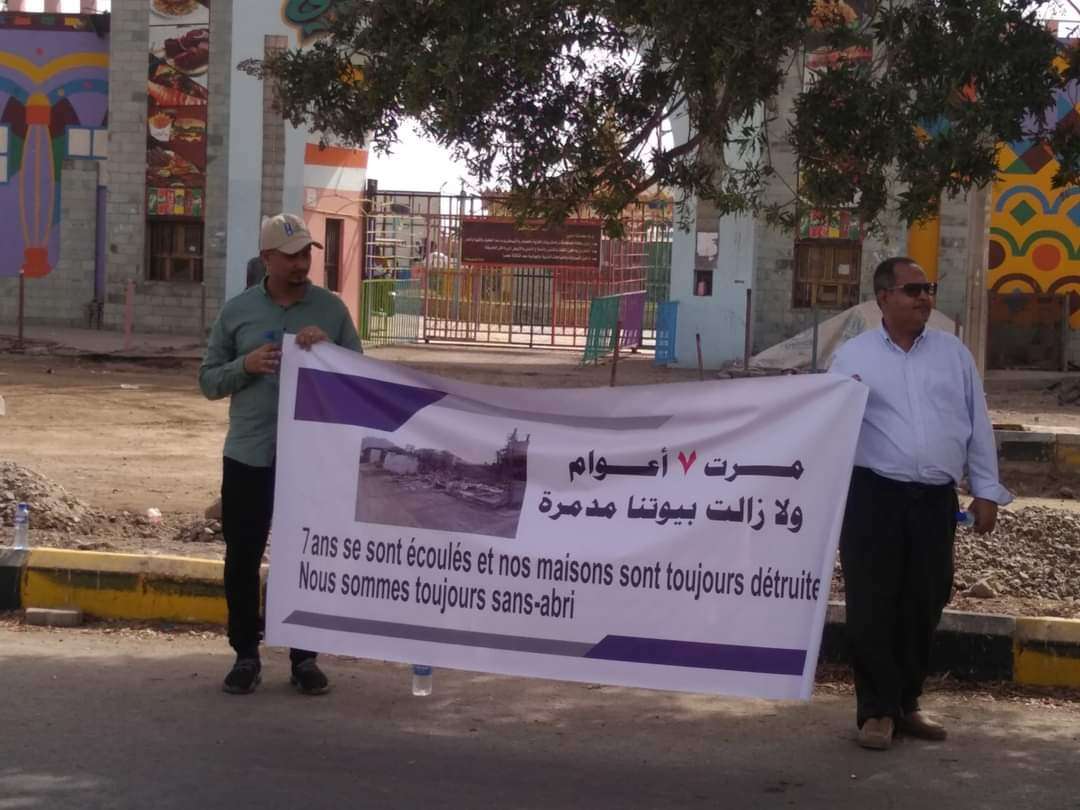 مرت ٧ أعوام
ولا زالت بيوتنا مدمرة
7ans se sont écoulés et nos maisons sont toujours détruite
Nous sommes toujours sans-abri